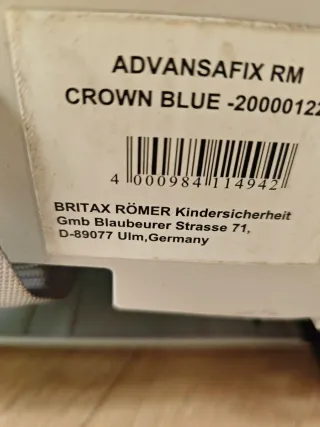 ADVANSAFIX RM
CROWN BLUE -20000122
4 000984 114942
BRITAX RÖMER Kindersicherheit
Gmb Blaubeurer Strasse 71,
D-89077 Ulm,Germany